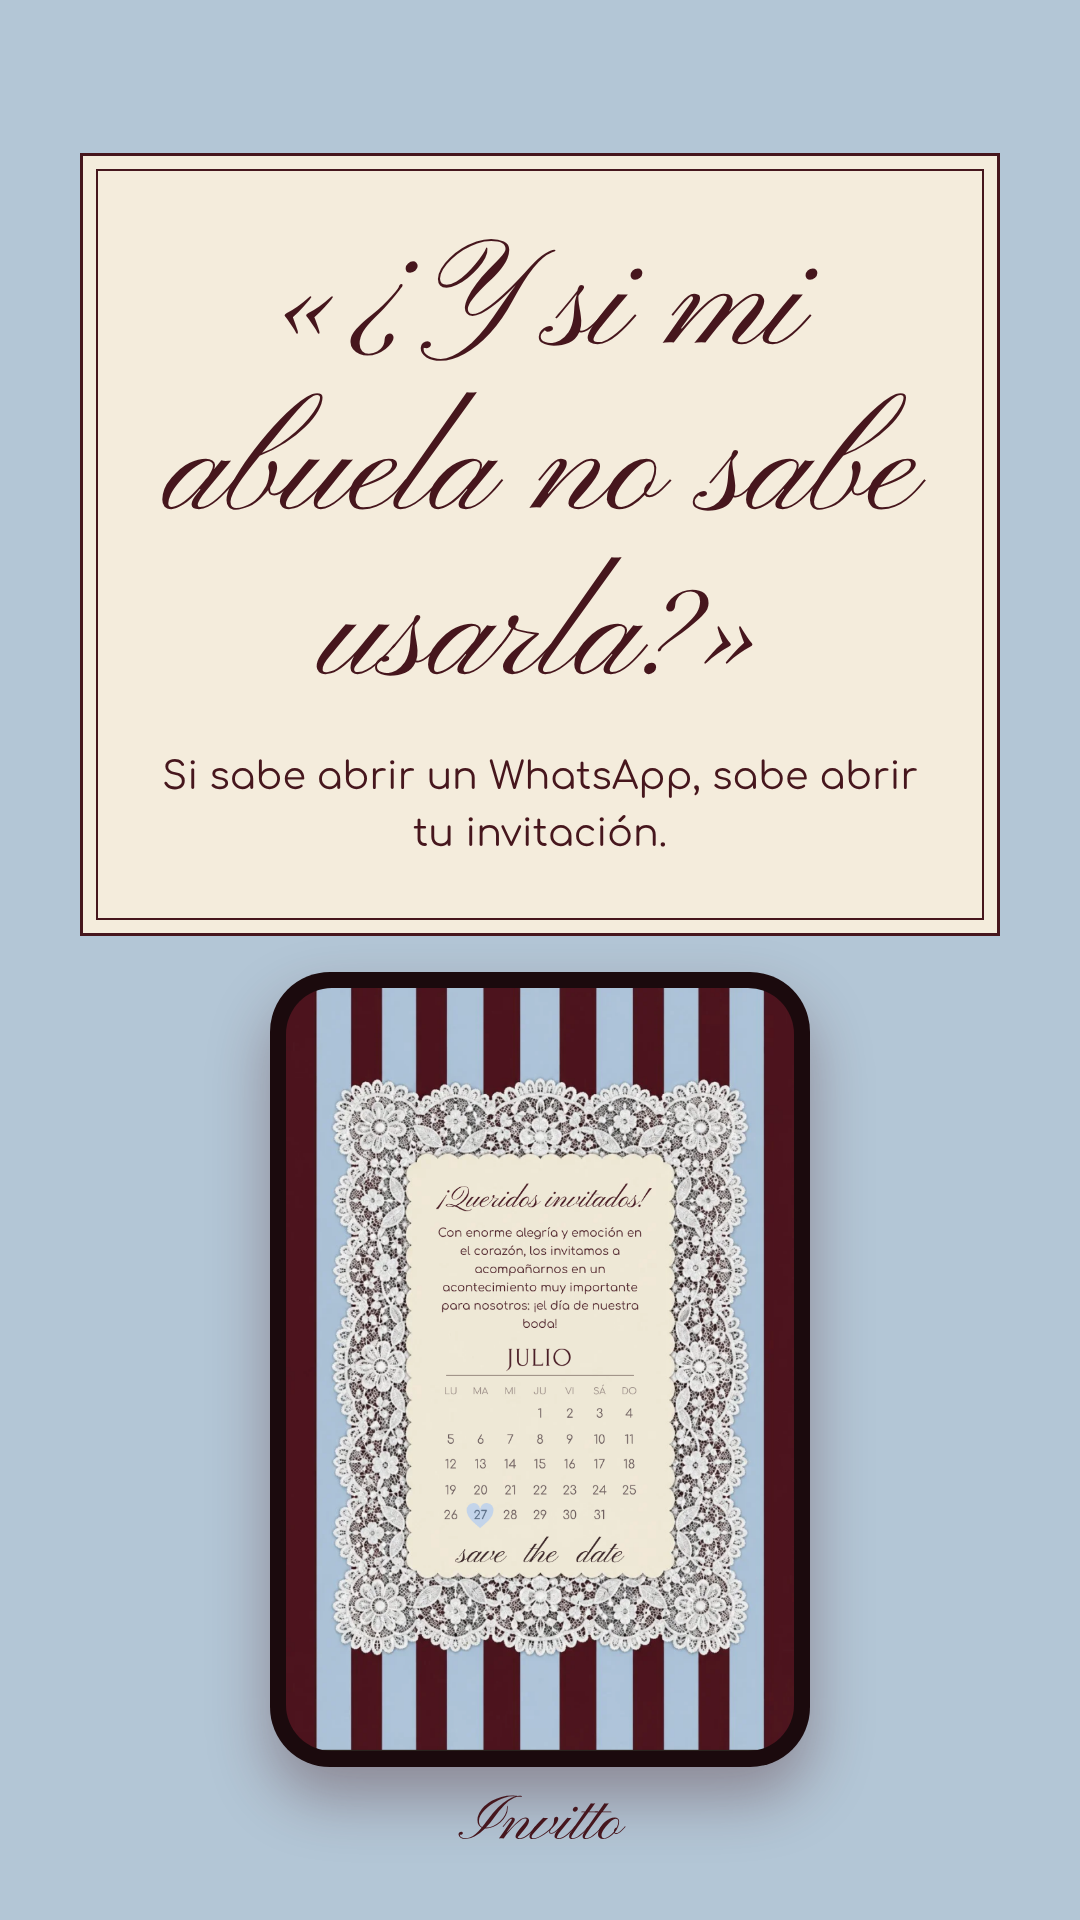 «¿Y si mi
abuela no sabe
usarla?»
Si sabe abrir un WhatsApp, sabe abrir
tu invitación.
¡Queridos invitados!
Con enorme alegría y emoción en
el corazón, los invitamos a
acompañarnos en un
acontecimiento muy importante
para nosotros: ¡el día de nuestra
boda!
JULIO
LU MA MI JU VI SÁ DO
1 2 3 4
5 6 7 8 9 10 11
12 13 14 15 16 17 18
19 20 21 22 23 24 25
26 27 28 29 30 31
save the date
Invitto